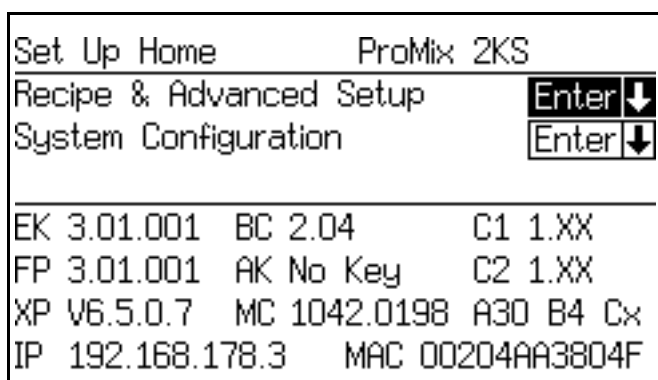 Set Up Home ProMix 2KS
Recipe & Advanced Setup Enter
System Configuration Enter
EK 3.01.001 BC 2.04 C1 1.XX
FP 3.01.001 AK No Key C2 1.XX
XP V6.5.0.7 MC 1042.0198 A30 B4 Cx
IP 192.168.178.3 MAC 00204AA3804F